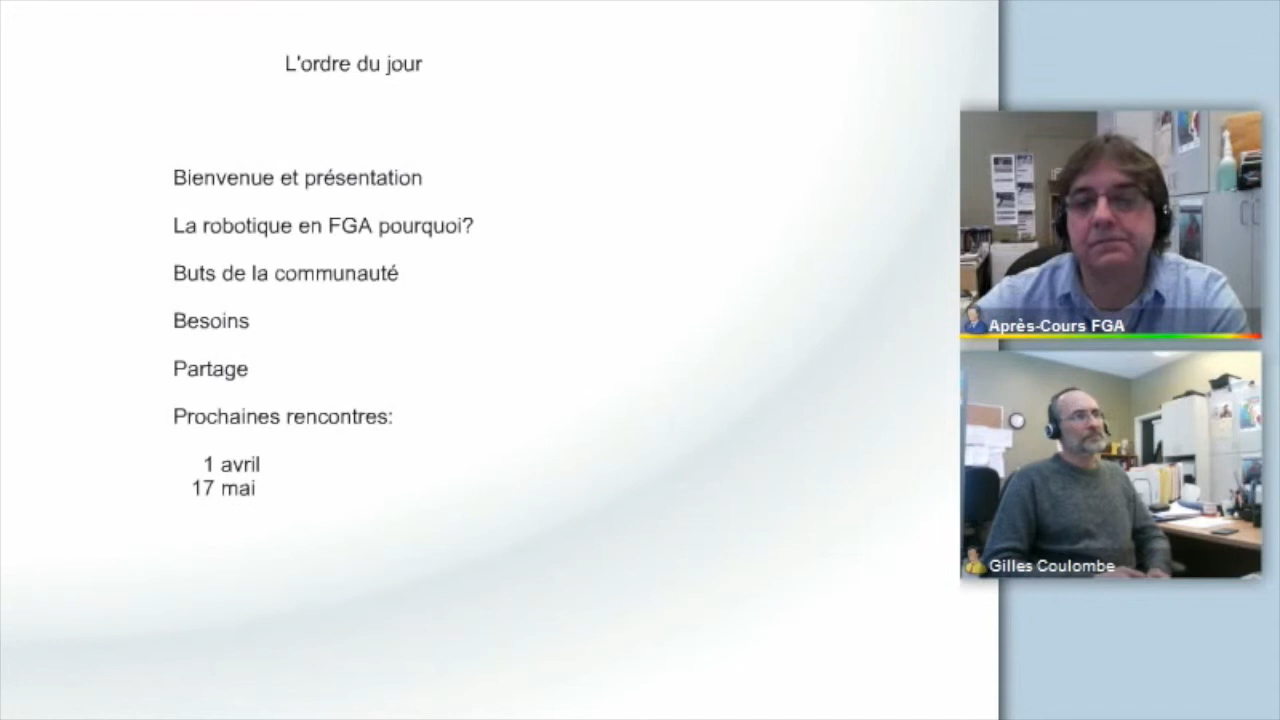 L'ordre du jour
Bienvenue et présentation
La robotique en FGA pourquoi?
Buts de la communauté
Besoins
Partage
Prochaines rencontres:
1 avril
17 mai
Après-Cours FGA
Gilles Coulombe